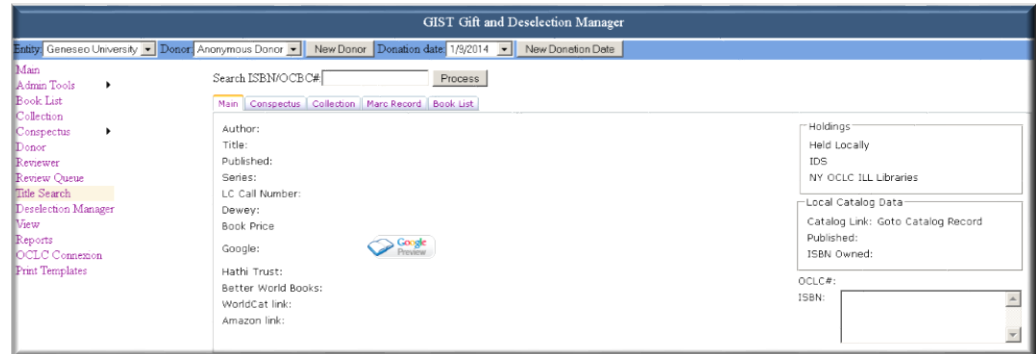 GIST Gift and Deselection Manager
Entity: Geneseo University Donor: Anonymous Donor New Donor Donation date: 1/9/2014 New Donation Date
Main
Admin Tools
Book List
Collection
Conspectus
Donor
Reviewer
Review Queue
Title Search
Deselection Manager
View
Reports
OCLC Connexion
Print Templates
Search ISBN/OCBC#: Process
Main Conspectus Collection Marc Record Book List
Author:
Title:
Published:
Series:
LC Call Number:
Dewey:
Book Price
Google: Google Preview
Hathi Trust:
Better World Books:
WorldCat link:
Amazon link:
Holdings
Held Locally
IDS
NY OCLC ILL Libraries
Local Catalog Data
Catalog Link: Goto Catalog Record
Published:
ISBN Owned:
OCLC#:
ISBN: